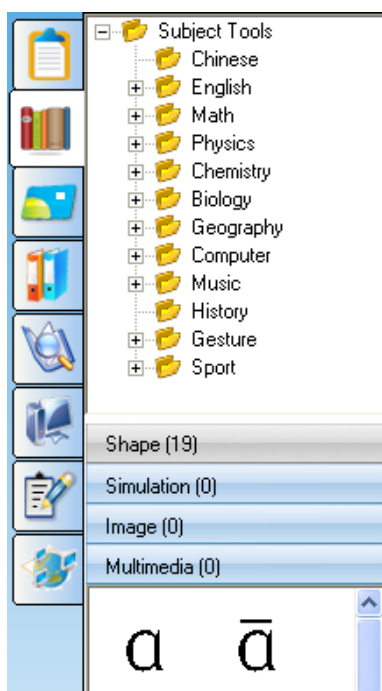 Subject Tools
Chinese
English
Math
Physics
Chemistry
Biology
Geography
Computer
Music
History
Gesture
Sport
Shape (19)
Simulation (0)
Image (0)
Multimedia (0)
ɑ ɑ̄